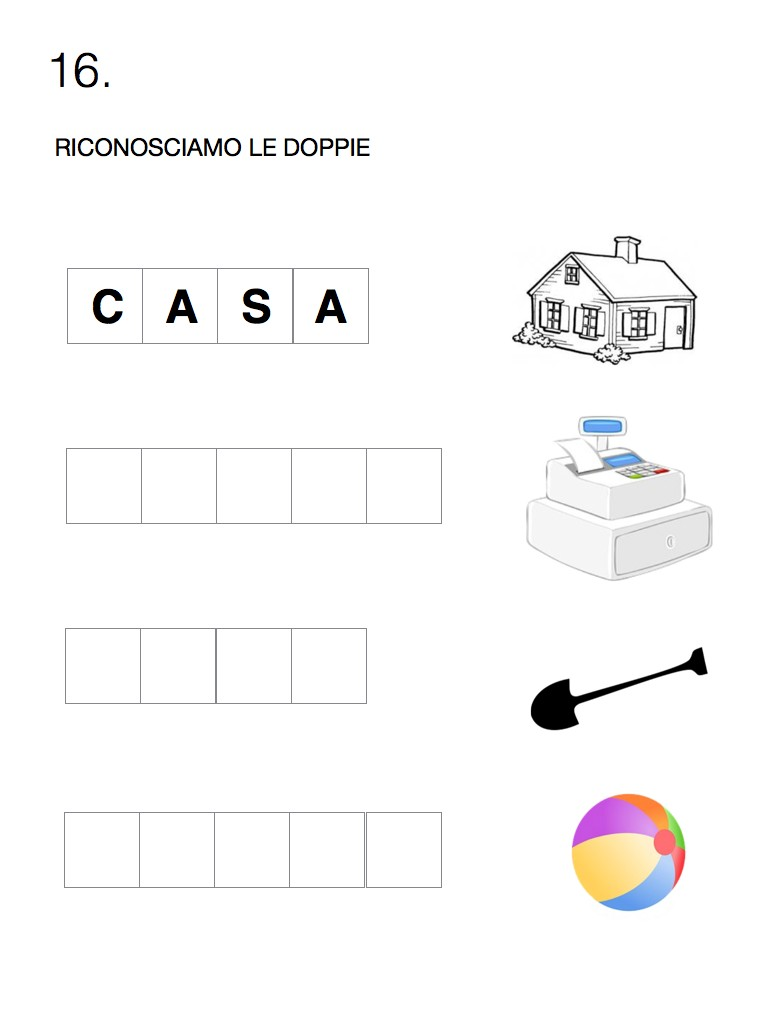 16.
RICONOSCIAMO LE DOPPIE
C A S A